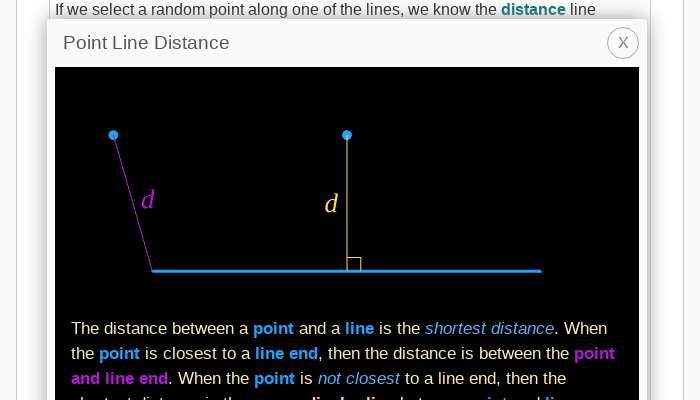 If we select a random point along one of the lines, we know the distance line
Point Line Distance
X
d
d
The distance between a point and a line is the shortest distance. When
the point is closest to a line end, then the distance is between the point
and line end. When the point is not closest to a line end, then the